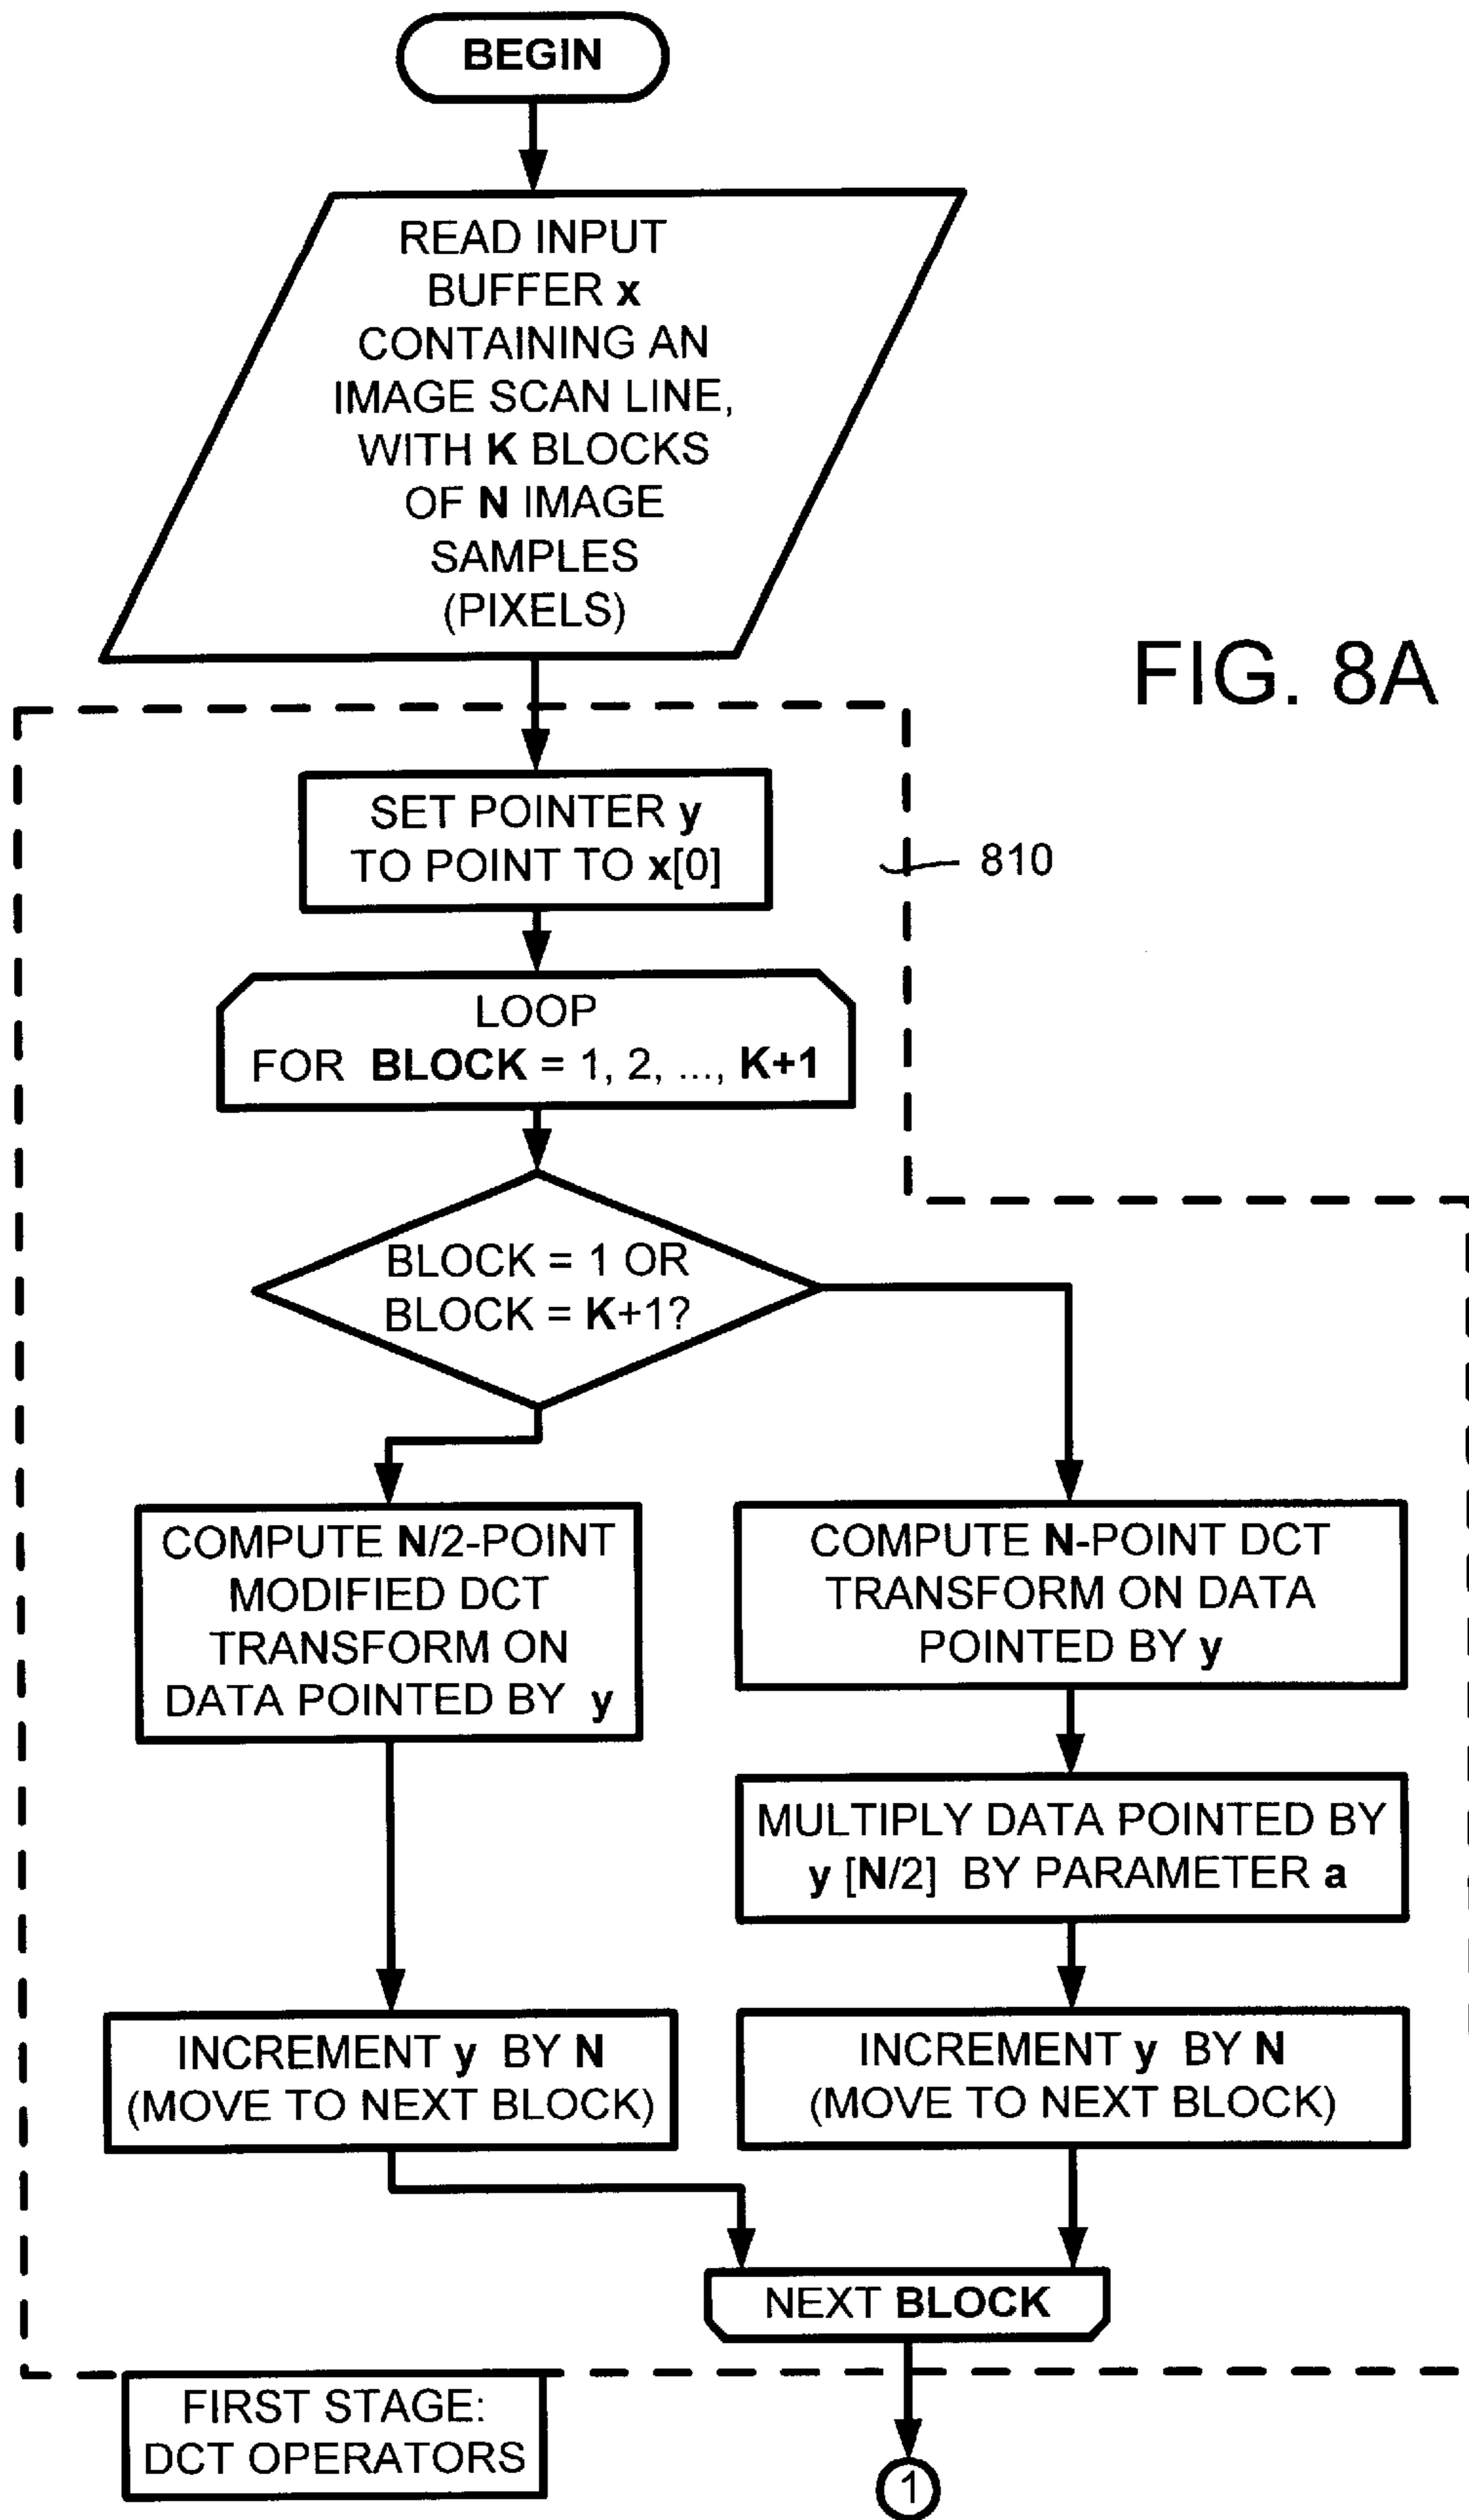 BEGIN
READ INPUT
BUFFER x
CONTAINING AN
IMAGE SCAN LINE,
WITH K BLOCKS
OF N IMAGE
SAMPLES
(PIXELS)
FIG. 8A
SET POINTER y
TO POINT TO x[0]
810
LOOP
FOR BLOCK = 1, 2, ..., K+1
BLOCK = 1 OR
BLOCK = K+1?
COMPUTE N/2-POINT
MODIFIED DCT
TRANSFORM ON
DATA POINTED BY y
COMPUTE N-POINT DCT
TRANSFORM ON DATA
POINTED BY y
MULTIPLY DATA POINTED BY
y [N/2] BY PARAMETER a
INCREMENT y BY N
(MOVE TO NEXT BLOCK)
INCREMENT y BY N
(MOVE TO NEXT BLOCK)
NEXT BLOCK
FIRST STAGE:
DCT OPERATORS
1